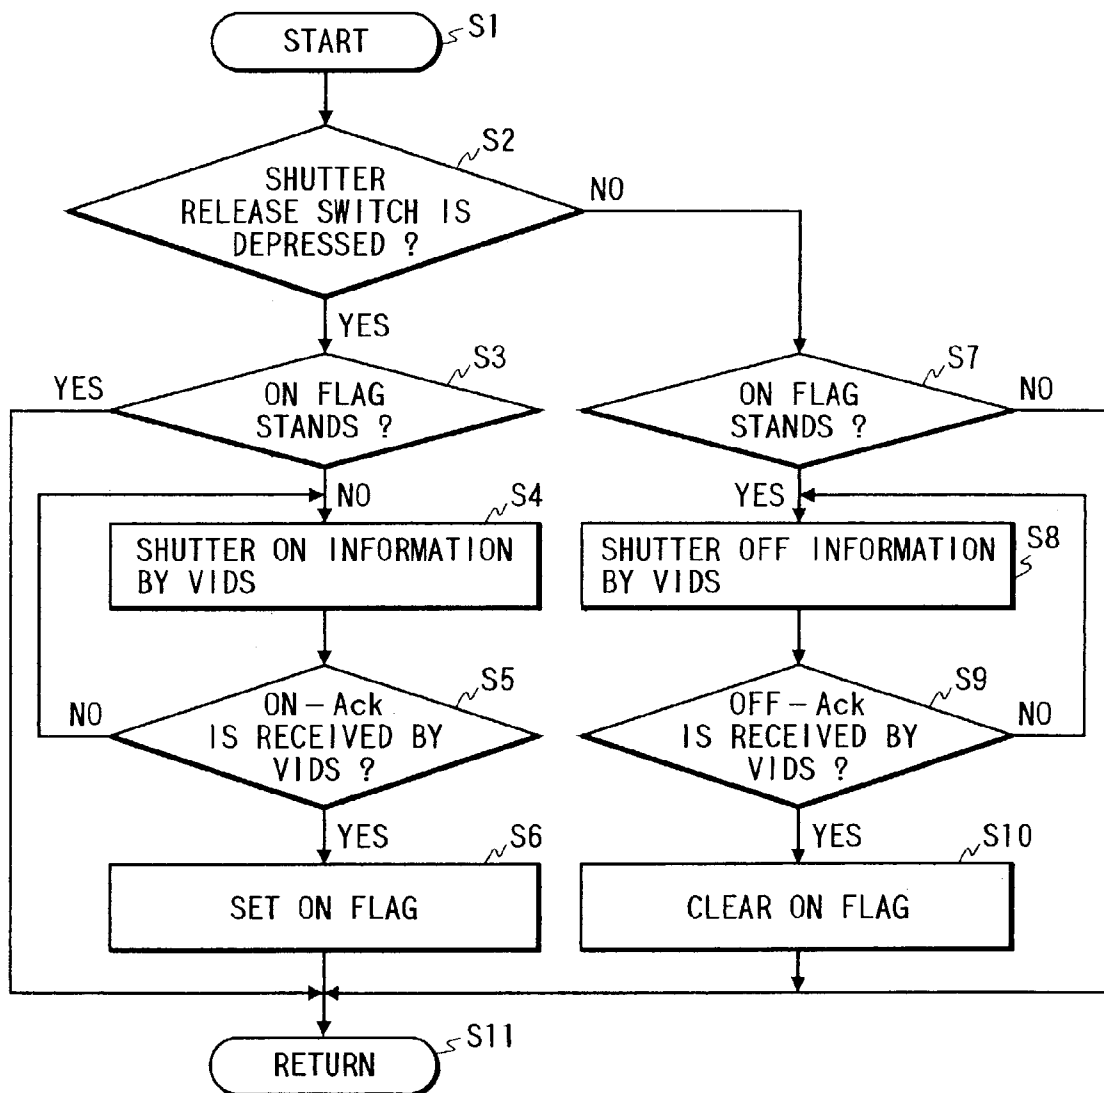 START
S1
S2
SHUTTER
RELEASE SWITCH IS
DEPRESSED ?
NO
YES
S3
YES
ON FLAG
STANDS ?
S7
NO
ON FLAG
STANDS ?
NO
S4
SHUTTER ON INFORMATION
BY VIDS
YES
S8
SHUTTER OFF INFORMATION
BY VIDS
S5
NO
ON-Ack
IS RECEIVED BY
VIDS ?
S9
NO
OFF-Ack
IS RECEIVED BY
VIDS ?
YES
S6
SET ON FLAG
YES
S10
CLEAR ON FLAG
S11
RETURN